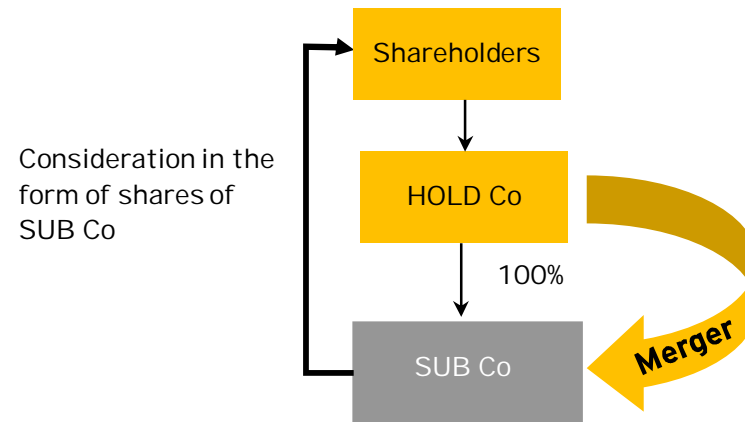 Shareholders
Consideration in the
form of shares of
SUB Co
HOLD Co
100%
SUB Co
Merger